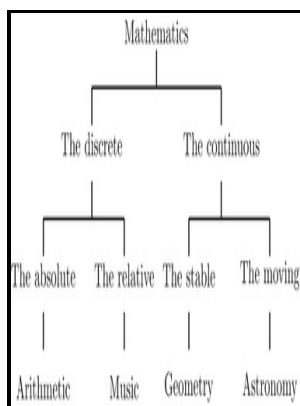 Mathematics
The discrete The continuous
The absolute The relative The stable The moving
Arithmetic Music Geometry Astronomy